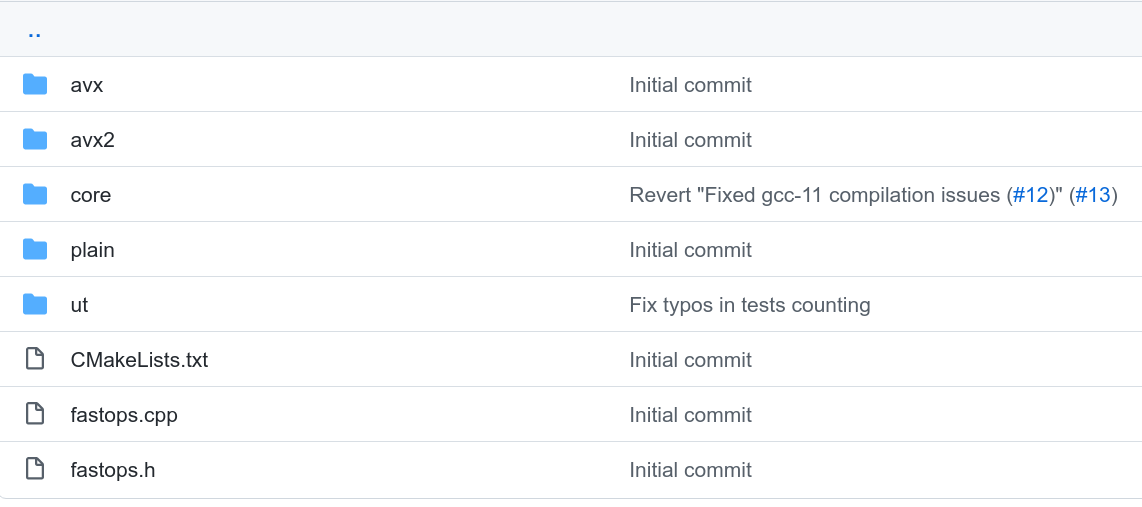 ..
avx Initial commit
avx2 Initial commit
core Revert "Fixed gcc-11 compilation issues (#12)" (#13)
plain Initial commit
ut Fix typos in tests counting
CMakeLists.txt Initial commit
fastops.cpp Initial commit
fastops.h Initial commit